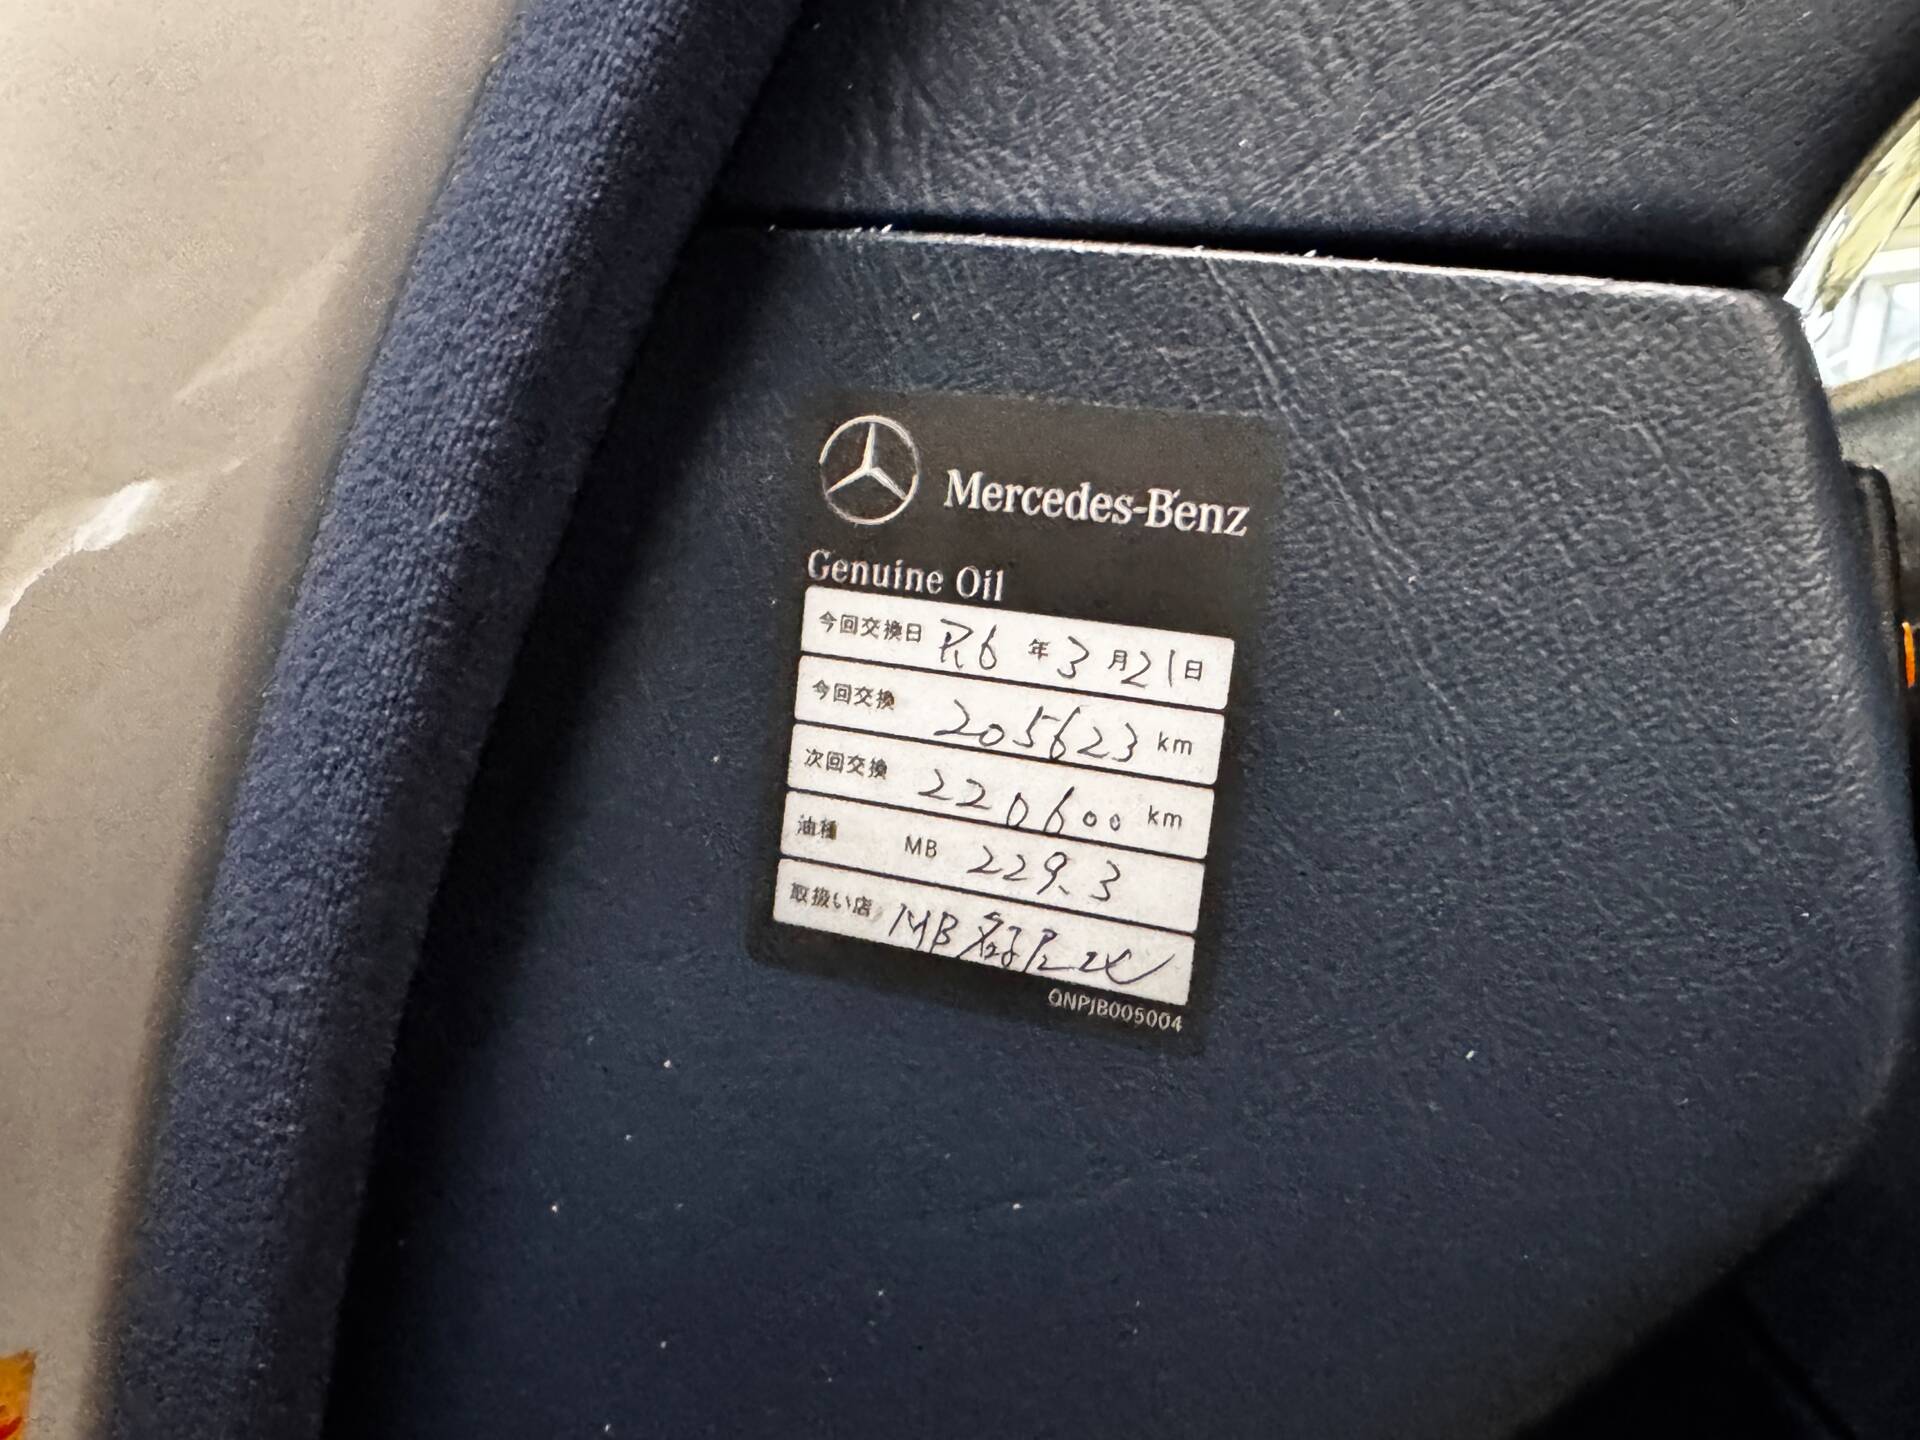 Mercedes-Benz
Genuine Oil
今回交換日 R6 年 3 月 21 日
今回交換 205623 km
次回交換 220600 km
油種 MB 229.3
取扱い店 MB
QNPJB005004